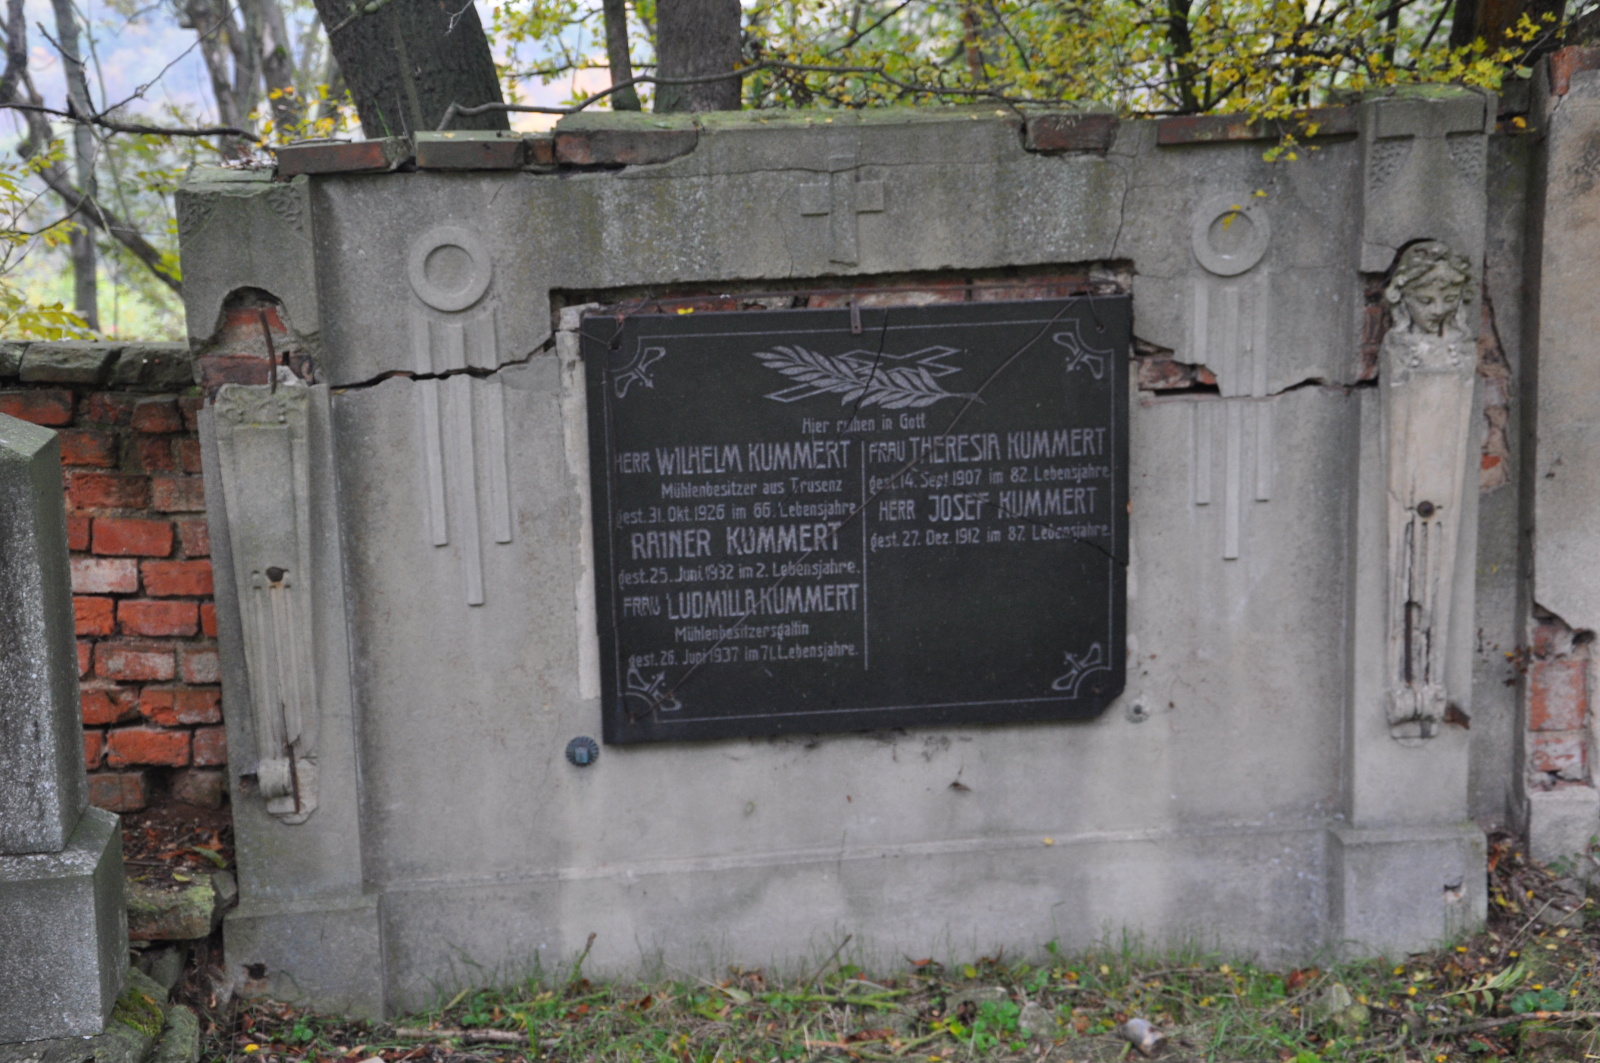 Hier ruhen in Gott
HERR WILHELM KUMMERT
Mühlenbesitzer aus Trusenz
gest. 31. Okt. 1926 im 66. Lebensjahre
RAINER KUMMERT
gest. 25. Juni 1932 im 2. Lebensjahre.
FRAU LUDMILLA KUMMERT
Mühlenbesitzersgattin
gest. 26. Juni 1937 im 71. Lebensjahre.
FRAU THERESIA KUMMERT
gest. 14. Sept. 1907 im 82. Lebensjahre.
HERR JOSEF KUMMERT
gest. 27. Dez. 1912 im 87. Lebensjahre.